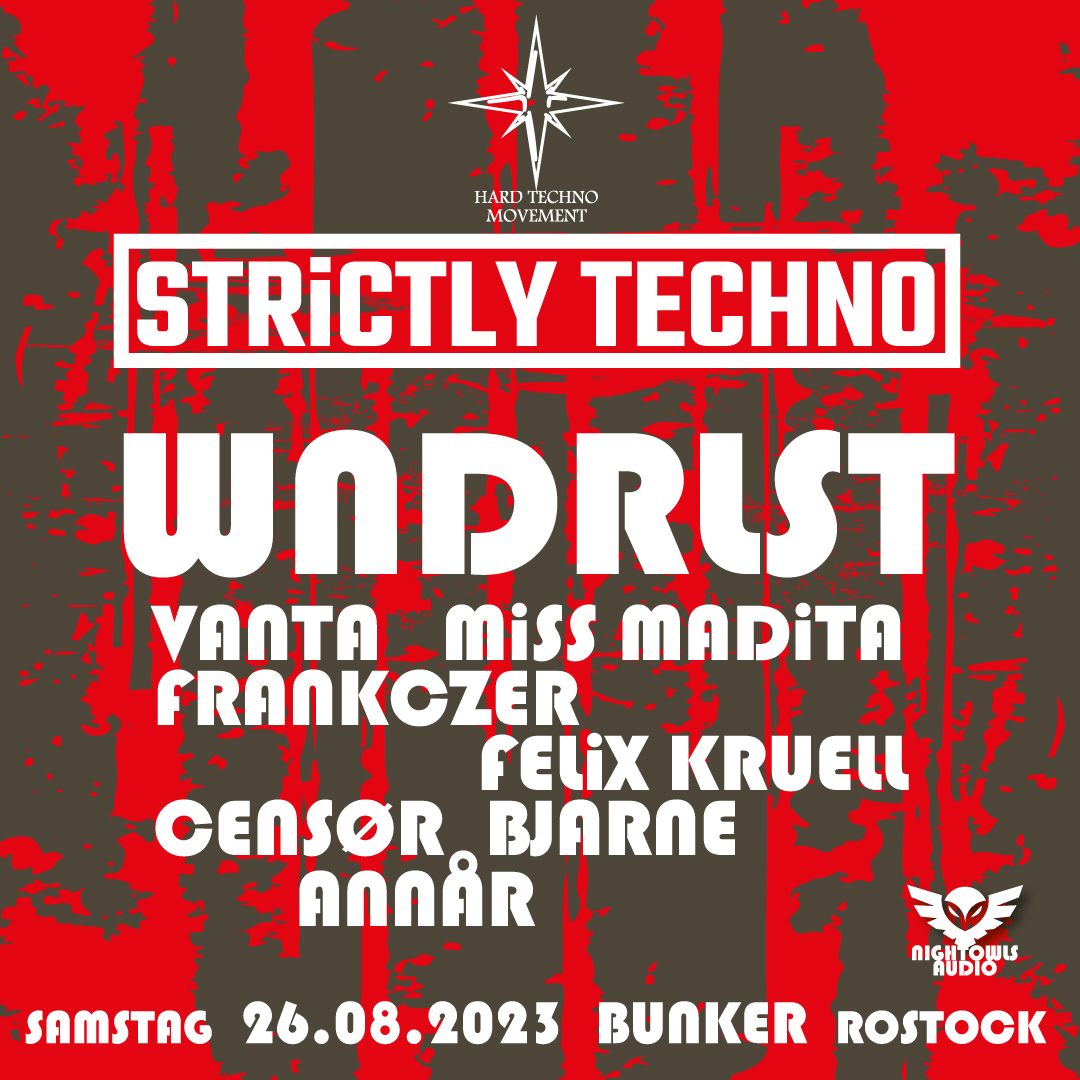 HARD TECHNO
MOVEMENT
STRiCTLY TECHNO
WNDRLST
VANTA MiSS MADiTA
FRANKCZER
FELiX KRUELL
CENSØR BJARNE
ANNÅR
NIGHTOWLS
AUDIO
SAMSTAG 26.08.2023 BUNKER ROSTOCK